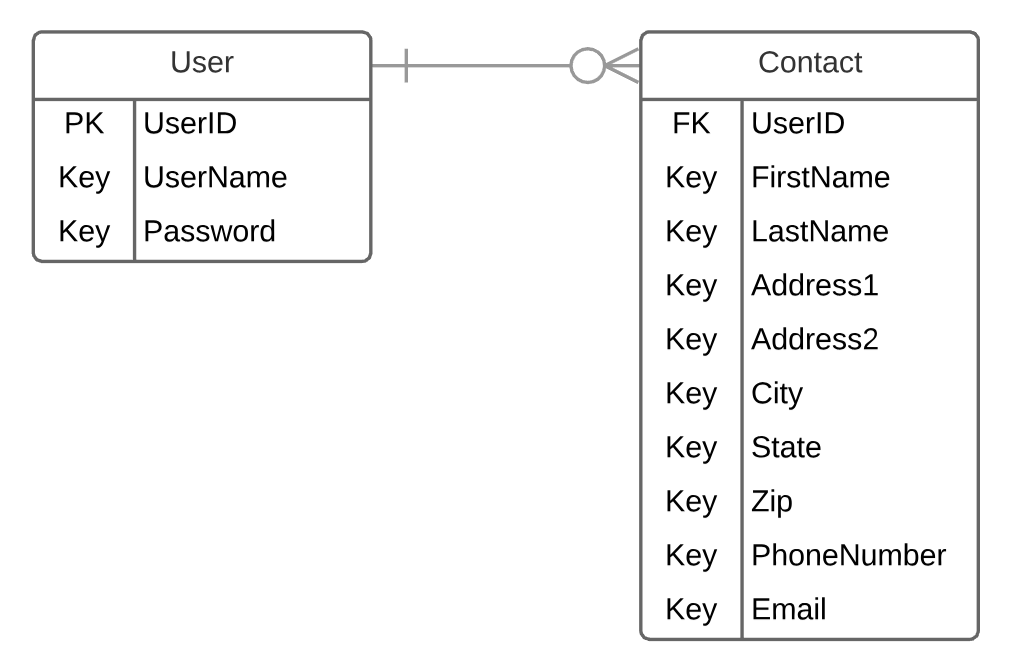 User
PK UserID
Key UserName
Key Password
Contact
FK UserID
Key FirstName
Key LastName
Key Address1
Key Address2
Key City
Key State
Key Zip
Key PhoneNumber
Key Email